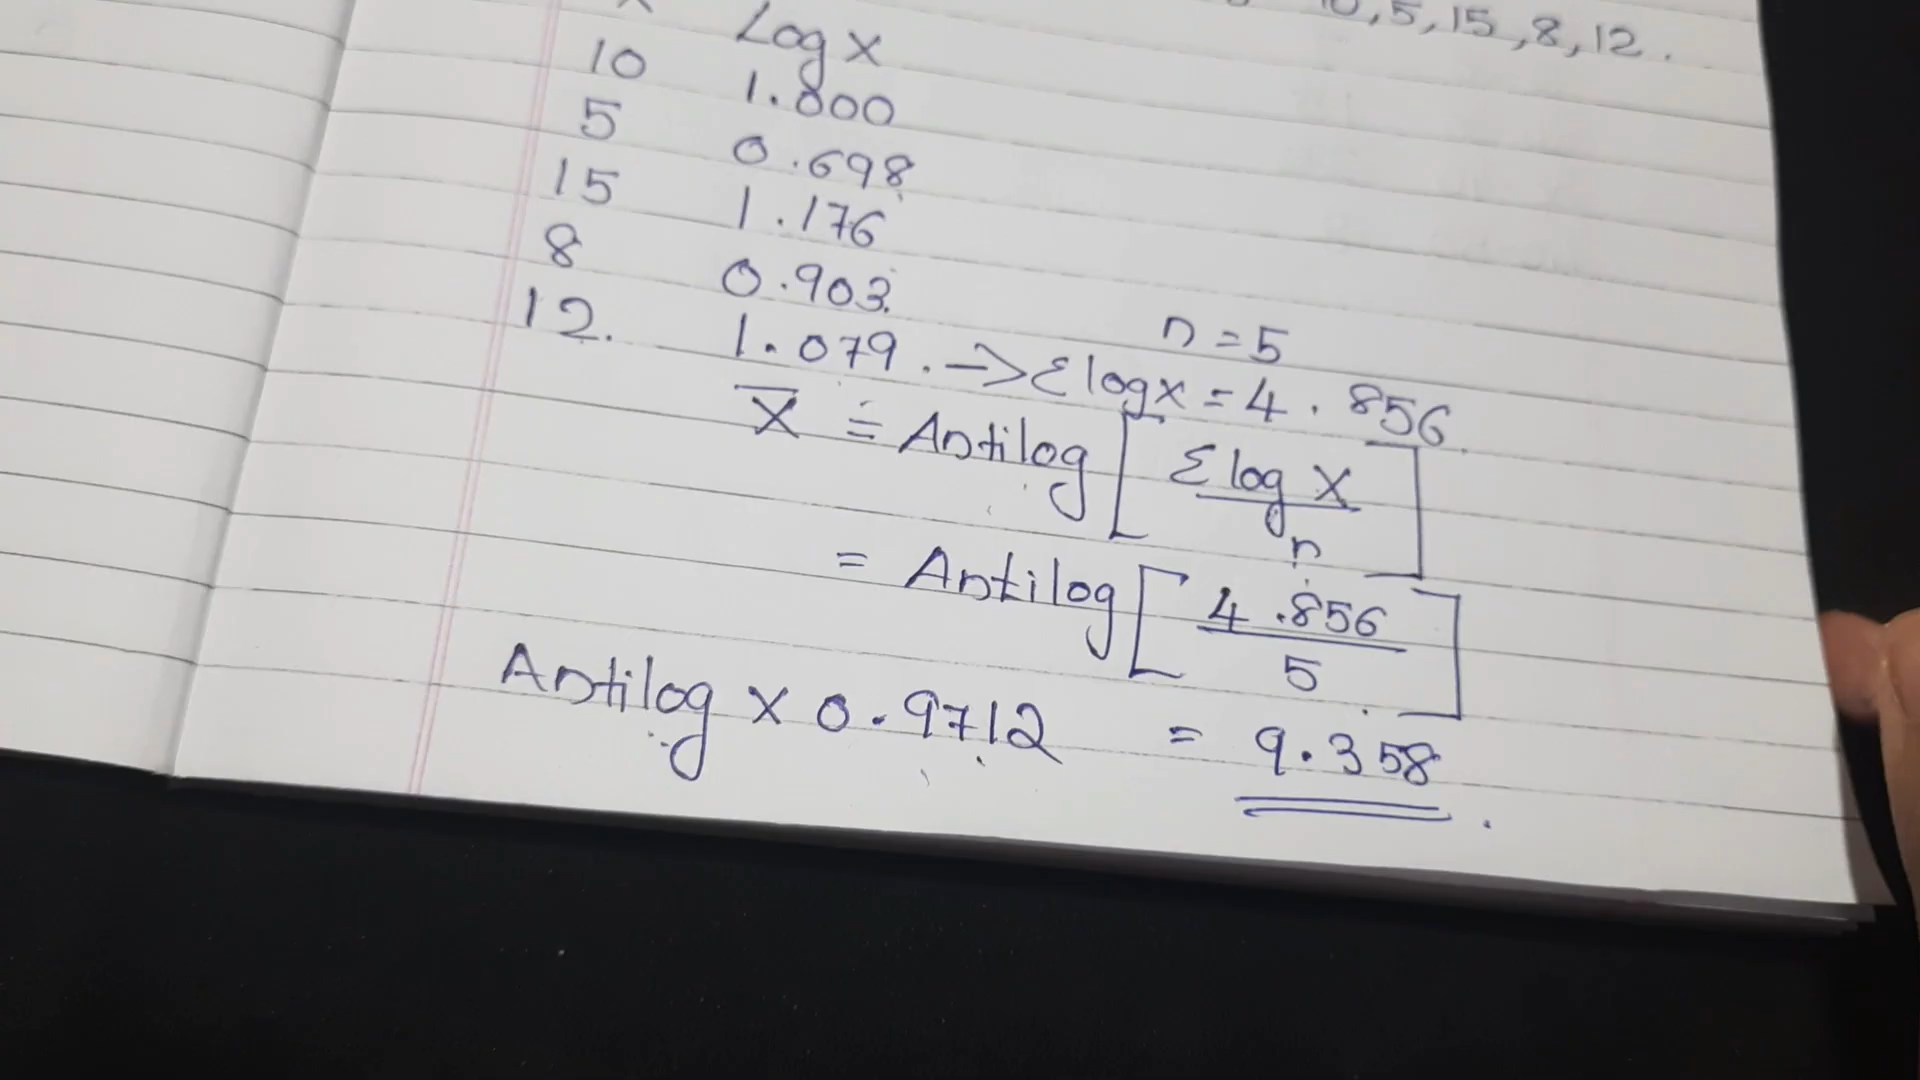 10, 5, 15, 8, 12.
x Log x
10 1.000
5 0.698
15 1.176
8 0.903
12. 1.079. -> Σ log x = 4.856.
n = 5
X̅ = Antilog [ Σ log X / n ]
= Antilog [ 4.856 / 5 ]
Antilog x 0.9712 = 9.358.